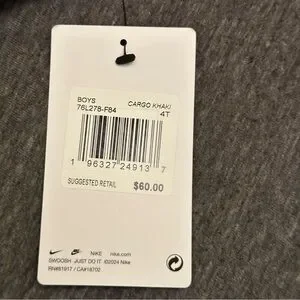 BOYS CARGO KHAKI
76L278-F84 4T
1 96327 24913 7
SUGGESTED RETAIL $60.00
NIKE nike.com
SWOOSH JUST DO IT ©2024 Nike
RN#81917 / CA#18702